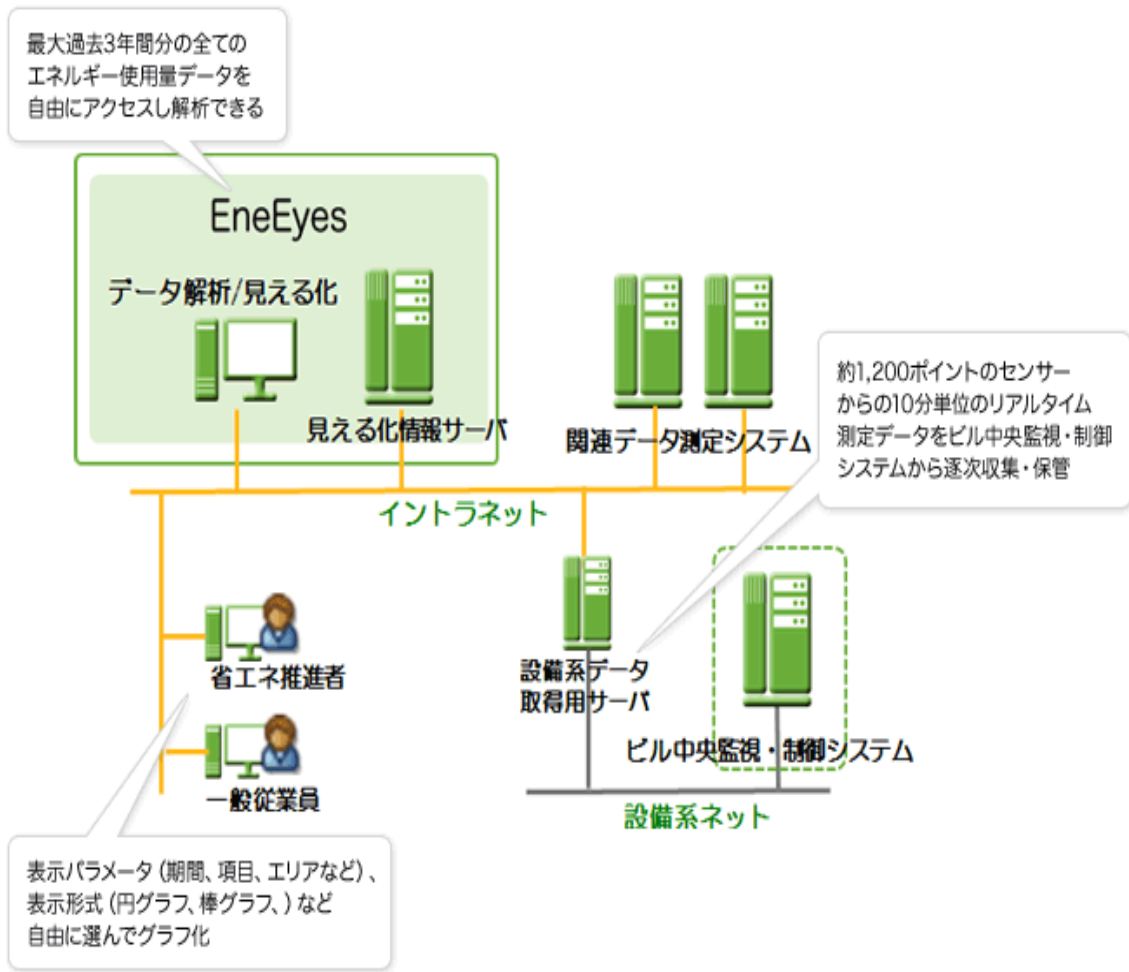 最大過去3年間分の全ての
エネルギー使用量データを
自由にアクセスし解析できる
EneEyes
データ解析/見える化
見える化情報サーバ
関連データ測定システム
約1,200ポイントのセンサー
からの10分単位のリアルタイム
測定データをビル中央監視・制御
システムから逐次収集・保管
イントラネット
省エネ推進者
設備系データ
取得用サーバ
ビル中央監視・制御システム
一般従業員
設備系ネット
表示パラメータ(期間、項目、エリアなど)、
表示形式(円グラフ、棒グラフ、)など
自由に選んでグラフ化